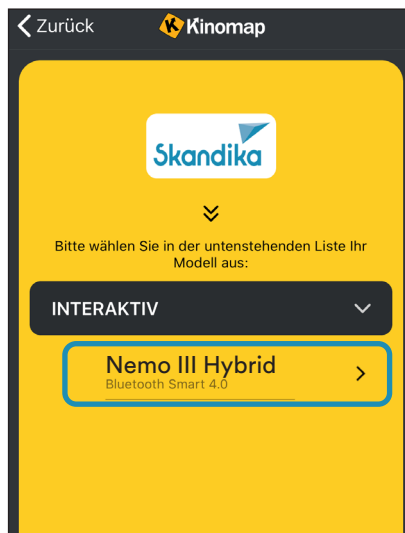 Zurück
Kinomap
Skandika
Bitte wählen Sie in der untenstehenden Liste Ihr
Modell aus:
INTERAKTIV
Nemo III Hybrid
Bluetooth Smart 4.0